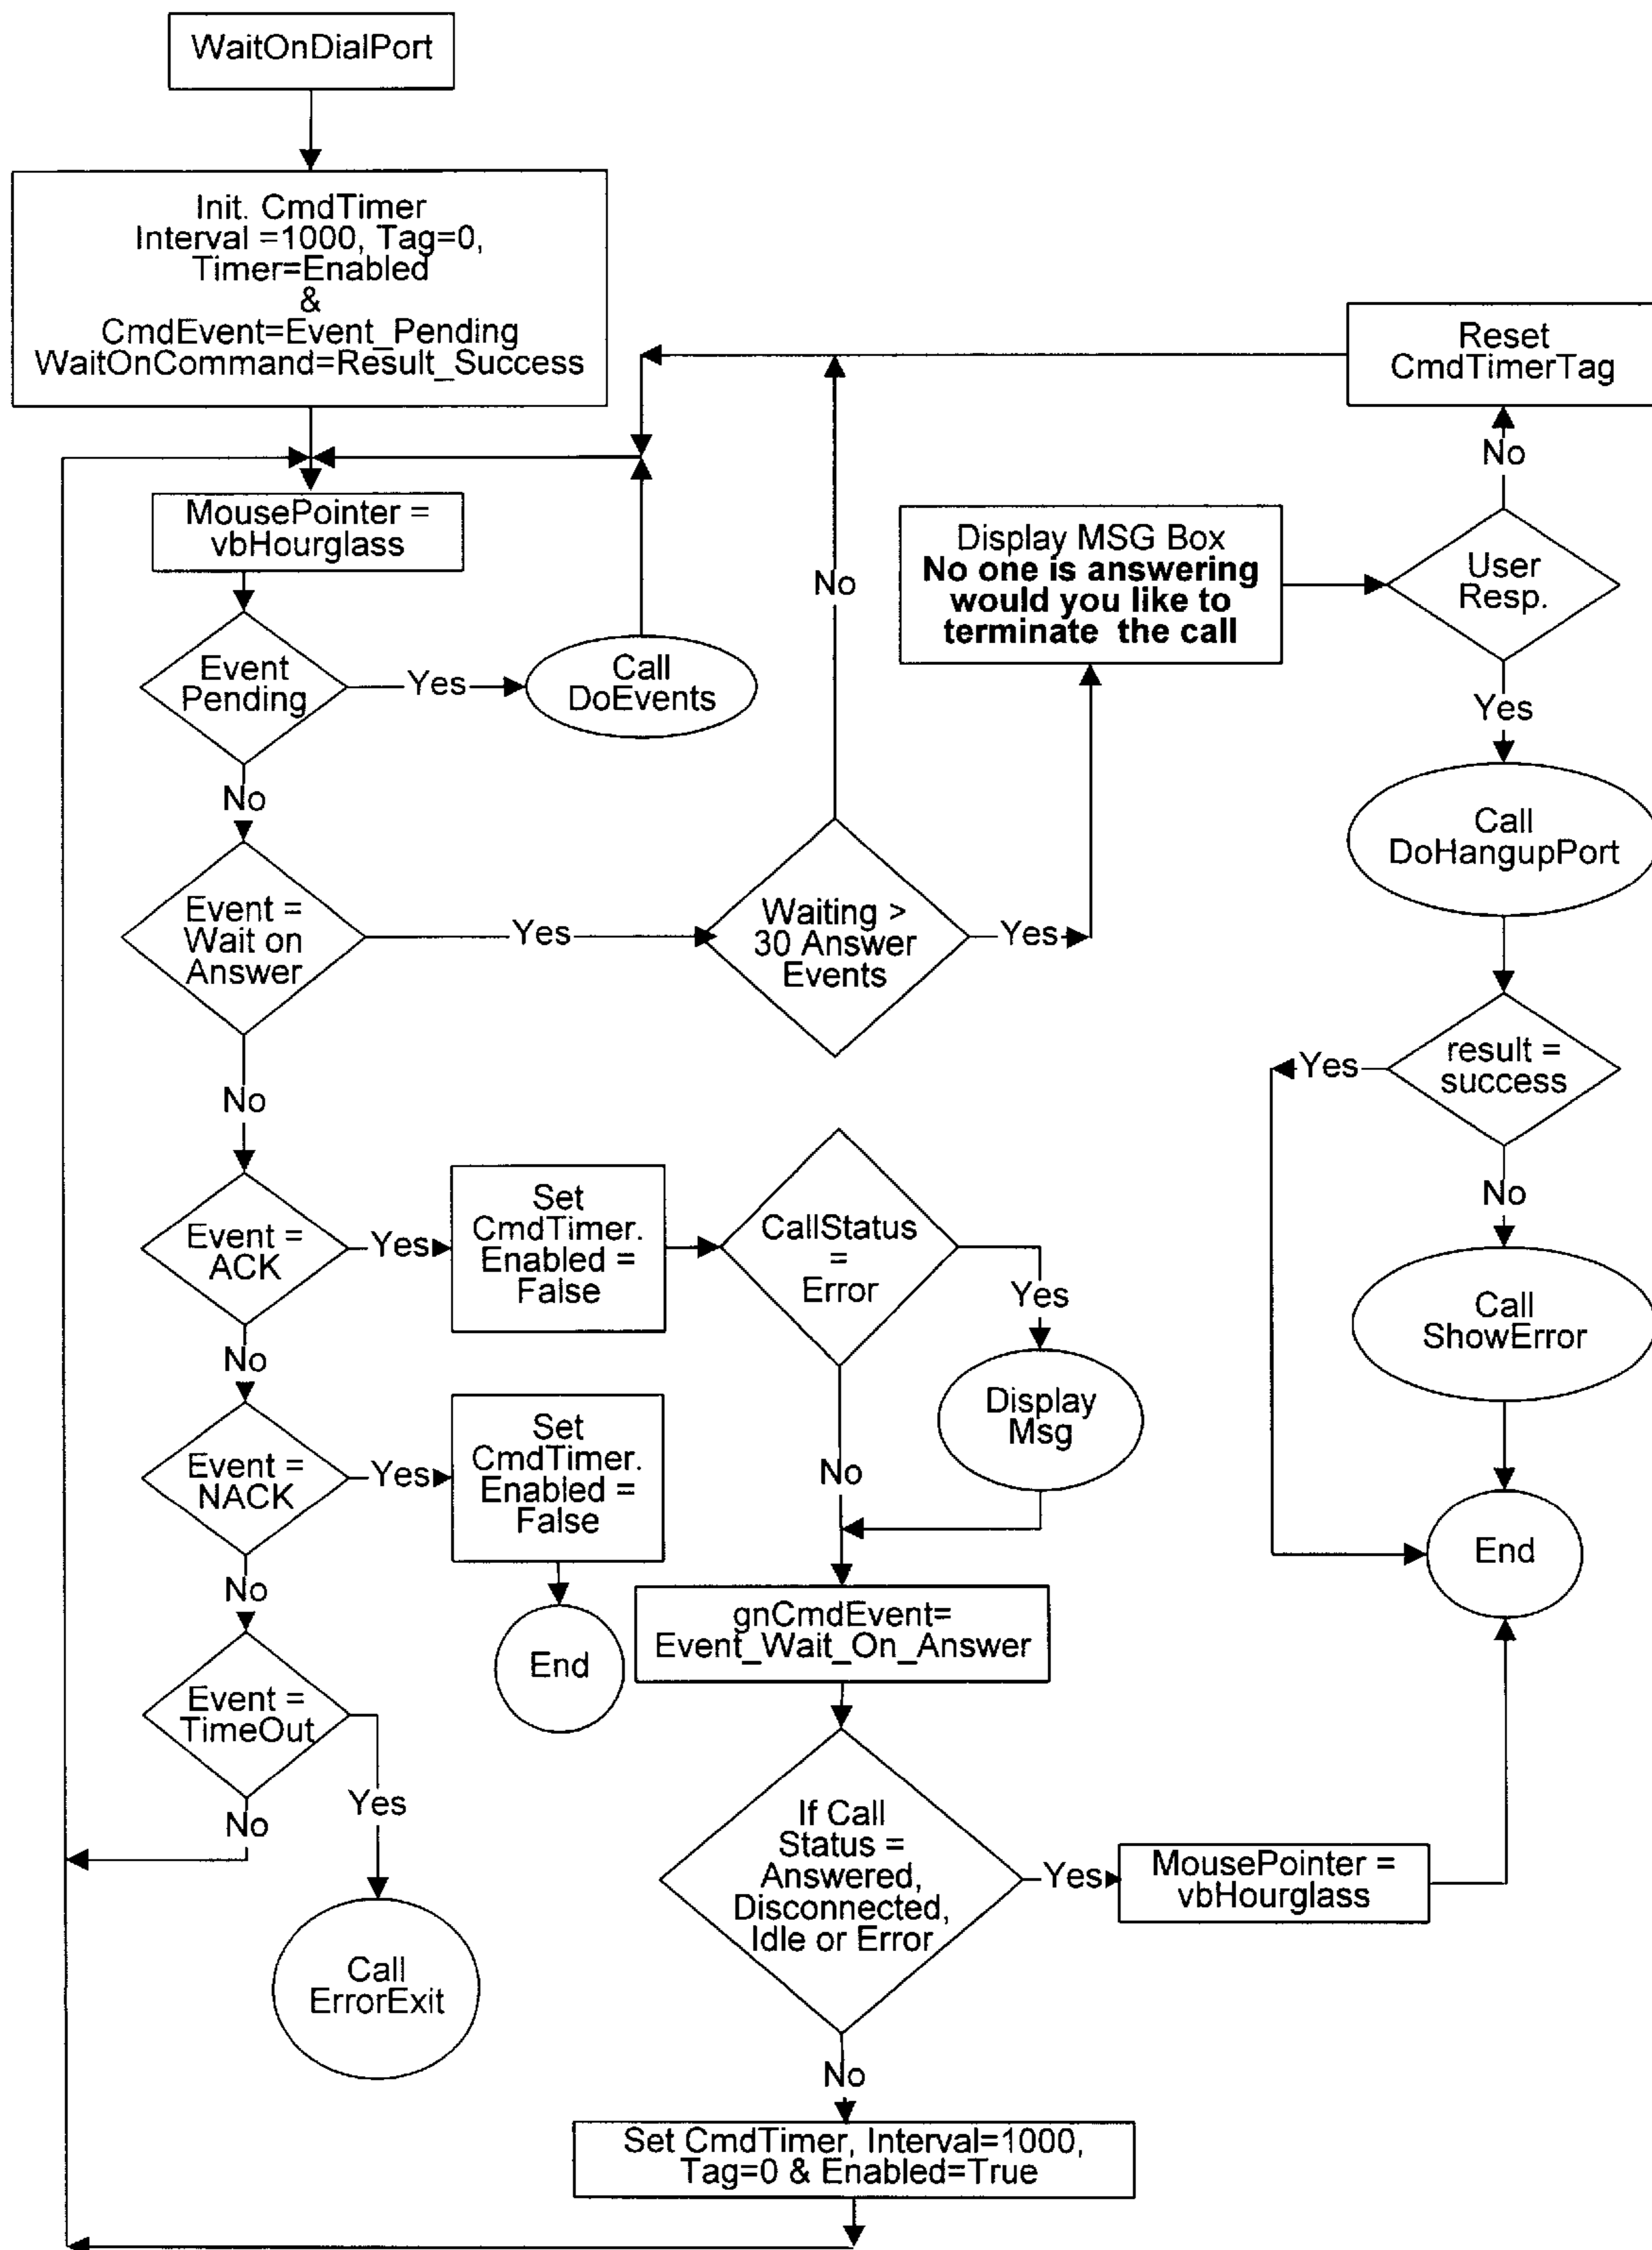 WaitOnDialPort
Init. CmdTimer
Interval =1000, Tag=0,
Timer=Enabled
&
CmdEvent=Event_Pending
WaitOnCommand=Result_Success
Reset
CmdTimerTag
No
MousePointer =
vbHourglass
Display MSG Box
No one is answering
would you like to
terminate the call
User
Resp.
No
Event
Pending
Yes
Call
DoEvents
Yes
No
Call
DoHangupPort
Event =
Wait on
Answer
Yes
Waiting >
30 Answer
Events
Yes
result =
success
Yes
No
No
Event =
ACK
Yes
Set
CmdTimer.
Enabled =
False
CallStatus
=
Error
Yes
Call
ShowError
No
Display
Msg
Event =
NACK
Yes
Set
CmdTimer.
Enabled =
False
No
End
No
gnCmdEvent=
Event_Wait_On_Answer
End
Event =
TimeOut
Yes
No
If Call
Status =
Answered,
Disconnected,
Idle or Error
Yes
MousePointer =
vbHourglass
Call
ErrorExit
No
Set CmdTimer, Interval=1000,
Tag=0 & Enabled=True